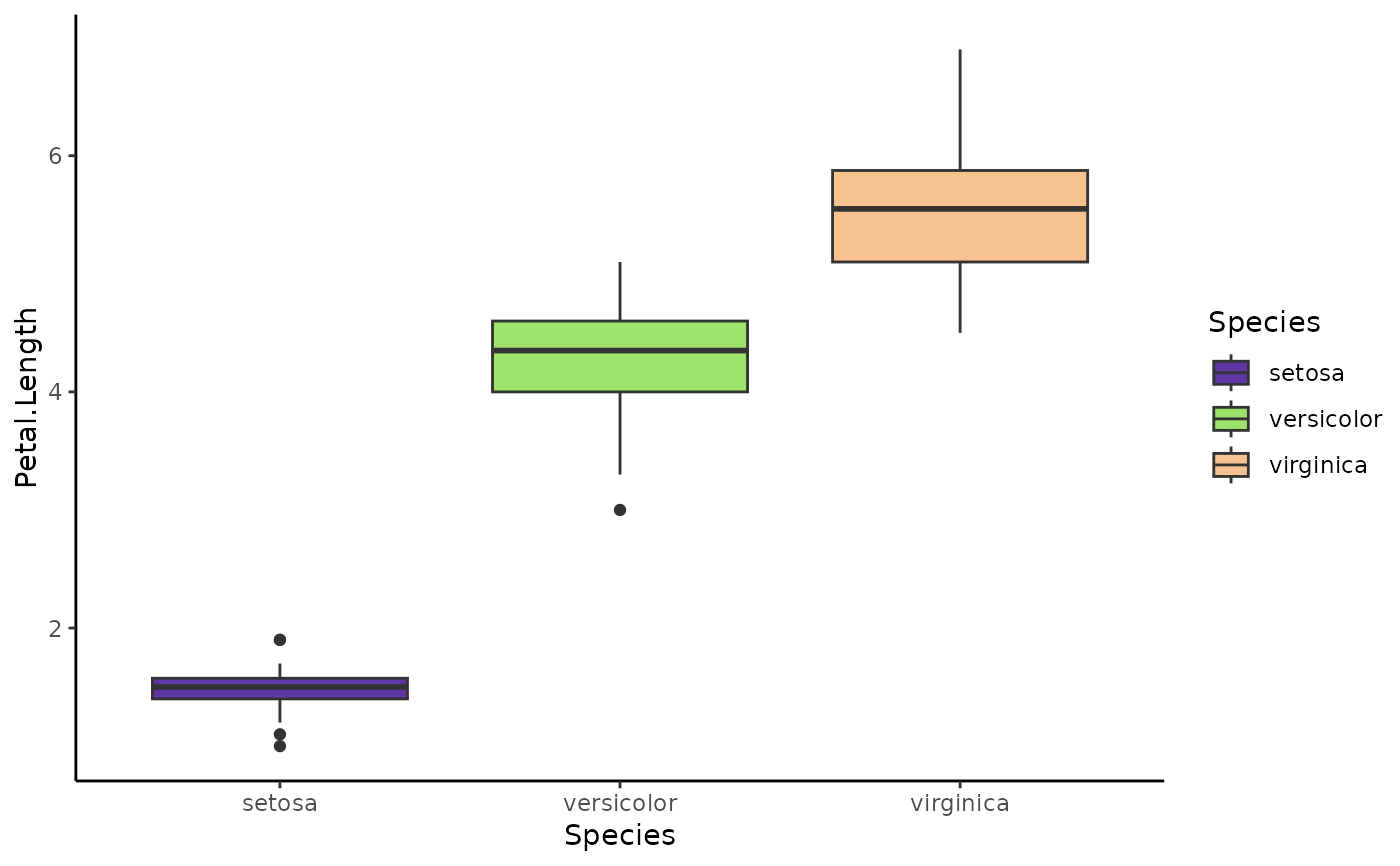 Petal.Length
6
4
2
setosa versicolor virginica
Species
Species
setosa
versicolor
virginica